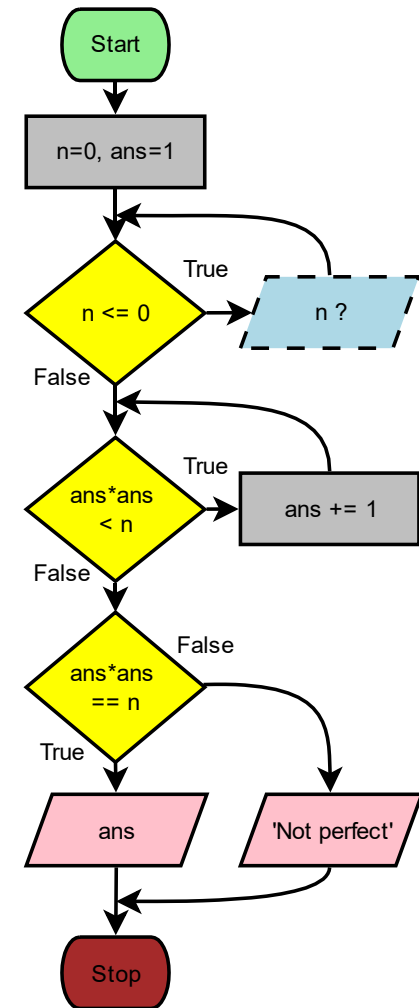 Start
n=0, ans=1
True
n <= 0
n ?
False
True
ans*ans
< n
ans += 1
False
ans*ans
== n
False
True
ans
'Not perfect'
Stop